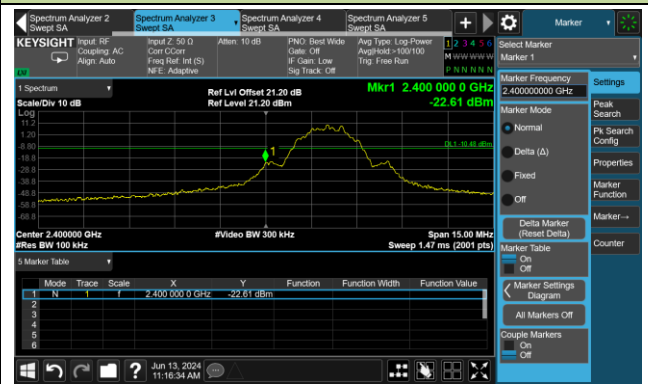 Spectrum Analyzer 2
Swept SA
Spectrum Analyzer 3
Swept SA
Spectrum Analyzer 4
Swept SA
Spectrum Analyzer 5
Swept SA
+
Marker
KEYSIGHT
Input: RF
Coupling: AC
Align: Auto
Input Z: 50 Ω
Corr CCorr
Freq Ref: Int (S)
NFE: Adaptive
Atten: 10 dB
PNO: Best Wide
Gate: Off
IF Gain: Low
Sig Track: Off
Avg Type: Log-Power
Avg|Hold:>100/100
Trig: Free Run
1 2 3 4 5 6
M W W W W W
P N N N N N
LXI
1 Spectrum
Scale/Div 10 dB
Ref Lvl Offset 21.20 dB
Ref Level 21.20 dBm
Mkr1 2.400 000 0 GHz
-22.61 dBm
Log
11.2
1.20
-8.80
-18.8
-28.8
-38.8
-48.8
-58.8
-68.8
1
DL1 -10.45 dBm
Center 2.400000 GHz
#Res BW 100 kHz
#Video BW 300 kHz
Span 15.00 MHz
Sweep 1.47 ms (2001 pts)
5 Marker Table
Mode Trace Scale X Y Function Function Width Function Value
1 N 1 f 2.400 000 0 GHz -22.61 dBm
2
3
4
5
6
Select Marker
Marker 1
Marker Frequency
2.400000000 GHz
Marker Mode
Normal
Delta (Δ)
Fixed
Off
Delta Marker
(Reset Delta)
Marker Table
On
Off
Marker Settings
Diagram
All Markers Off
Couple Markers
On
Off
Settings
Peak
Search
Pk Search
Config
Properties
Marker
Function
Marker→
Counter
?
Jun 13, 2024
11:16:34 AM